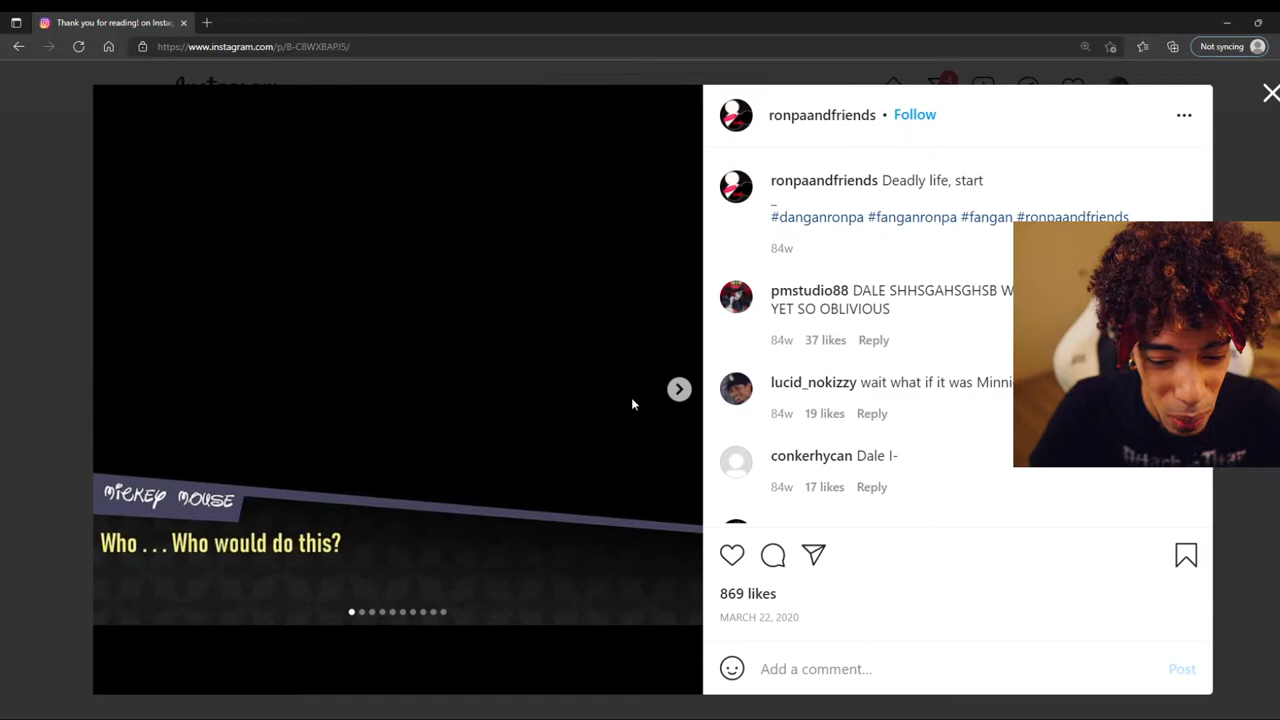 Thank you for reading! on Instag
https://www.instagram.com/p/B-C8WXBAPJ5/
Not syncing
Instagram
4
ronpaandfriends • Follow
ronpaandfriends Deadly life, start
_
#danganronpa #fanganronpa #fangan #ronpaandfriends
84w
pmstudio88 DALE SHHSGAHSGHSB W
YET SO OBLIVIOUS
84w 37 likes Reply
lucid_nokizzy wait what if it was Minni
84w 19 likes Reply
conkerhycan Dale I-
84w 17 likes Reply
MICKEY MOUSE
Who . . . Who would do this?
869 likes
MARCH 22, 2020
Add a comment...
Post